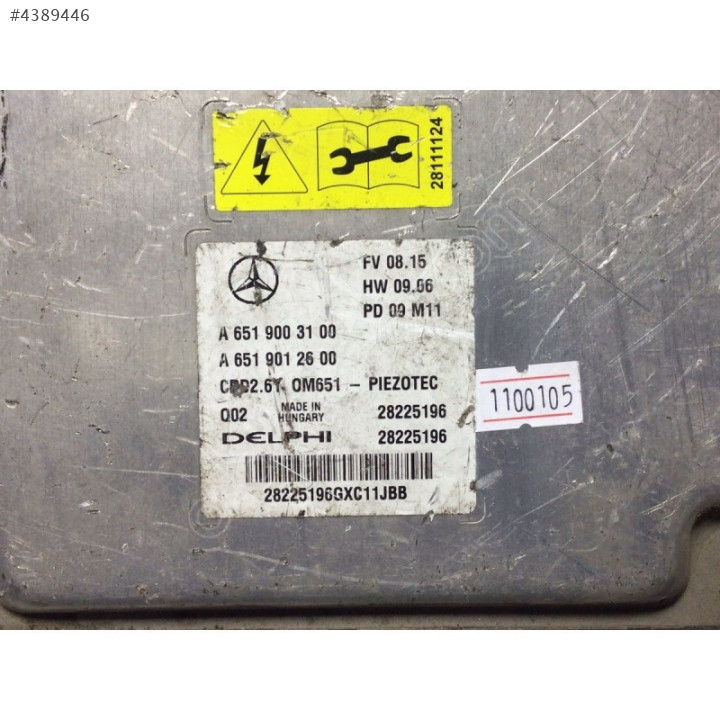 #4389446
28111124
FV 08.15
HW 09.06
PD 09 M11
A 651 900 31 00
A 651 901 26 00
OM651 - PIEZOTEC
Q02 MADE IN HUNGARY 28225196
DELPHI 28225196
28225196GXC11JBB
1100105